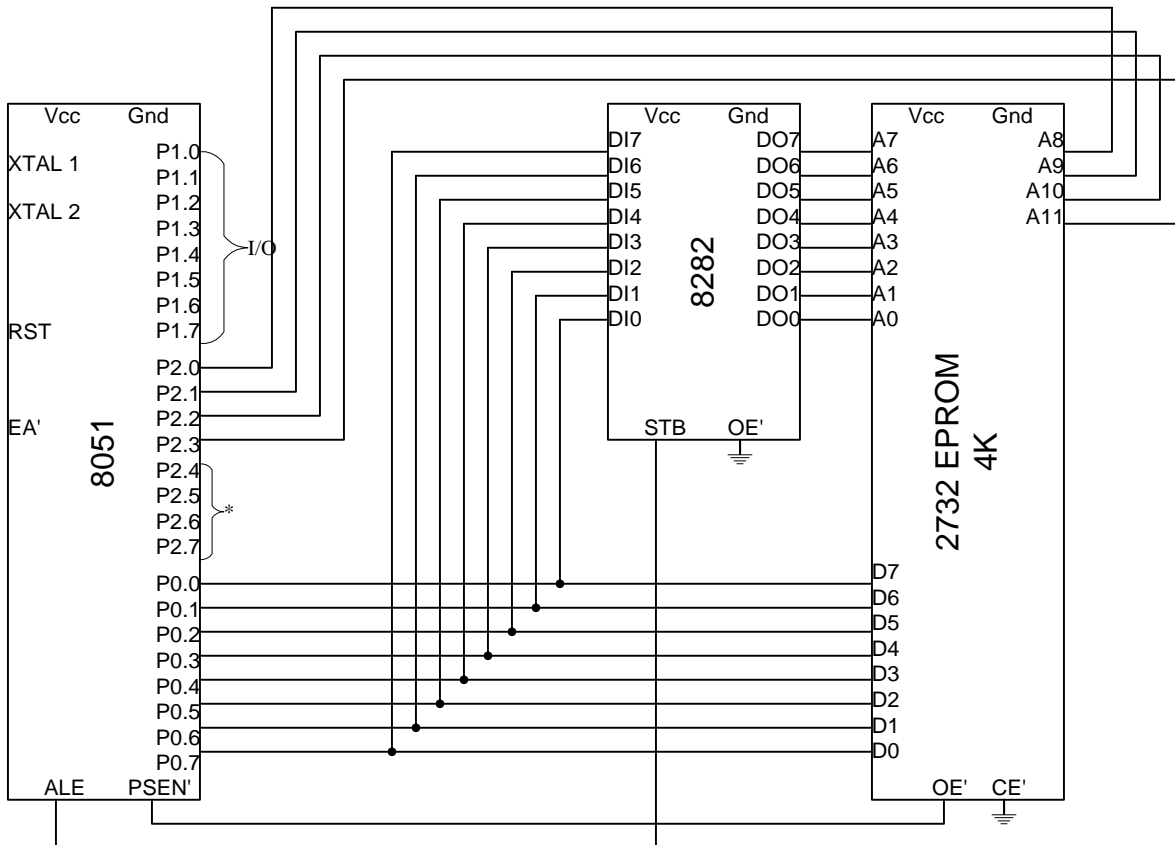 Vcc Gnd
XTAL 1
XTAL 2
RST
EA'
8051
P1.0
P1.1
P1.2
P1.3
P1.4
P1.5
P1.6
P1.7
I/O
P2.0
P2.1
P2.2
P2.3
P2.4
P2.5
P2.6
P2.7
*
P0.0
P0.1
P0.2
P0.3
P0.4
P0.5
P0.6
P0.7
ALE PSEN'
Vcc Gnd
DI7 DO7
DI6 DO6
DI5 DO5
DI4 DO4
DI3 DO3
DI2 DO2
DI1 DO1
DI0 DO0
8282
STB OE'
Vcc Gnd
A7 A8
A6 A9
A5 A10
A4 A11
A3
A2
A1
A0
2732 EPROM
4K
D7
D6
D5
D4
D3
D2
D1
D0
OE' CE'